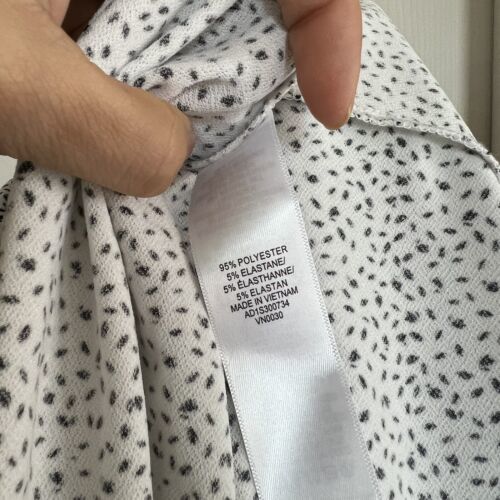 95% POLYESTER
5% ELASTANE/
5% ÉLASTHANNE/
5% ELASTAN
MADE IN VIETNAM
AD1S300734
VN0030